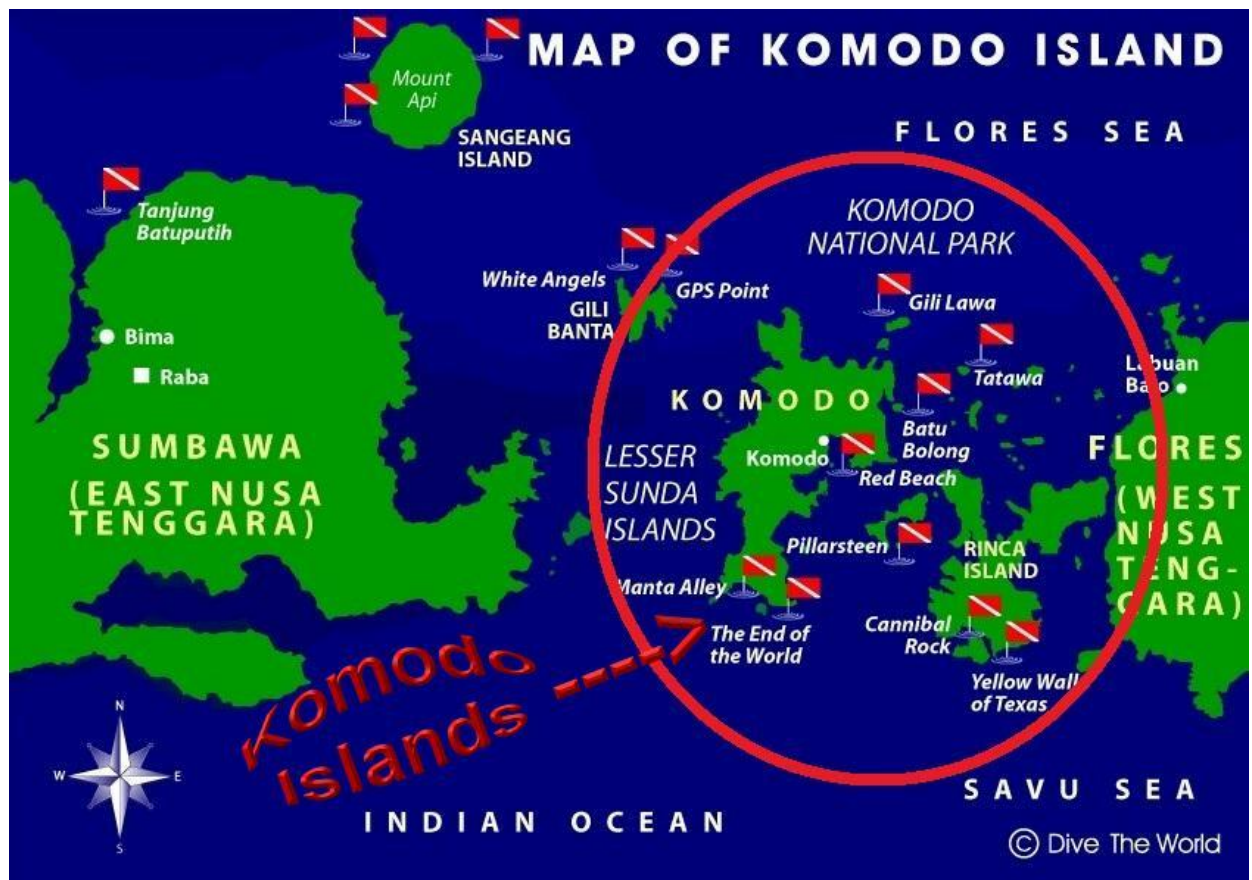 MAP OF KOMODO ISLAND
Mount
Api
SANGEANG
ISLAND
FLORES SEA
Tanjung
Batuputih
KOMODO
NATIONAL PARK
White Angels
GPS Point
GILI
BANTA
Gili Lawa
Bima
Raba
Tatawa
Labuan
Bajo
KOMODO
Batu
Bolong
Komodo
Red Beach
SUMBAWA
(EAST NUSA
TENGGARA)
LESSER
SUNDA
ISLANDS
FLORES
(WEST
NUSA
TENG-
GARA)
Pillarsteen
RINCA
ISLAND
Manta Alley
The End of
the World
Cannibal
Rock
Yellow Wall
of Texas
Komodo
Islands
N
W
E
S
INDIAN OCEAN
SAVU SEA
© Dive The World